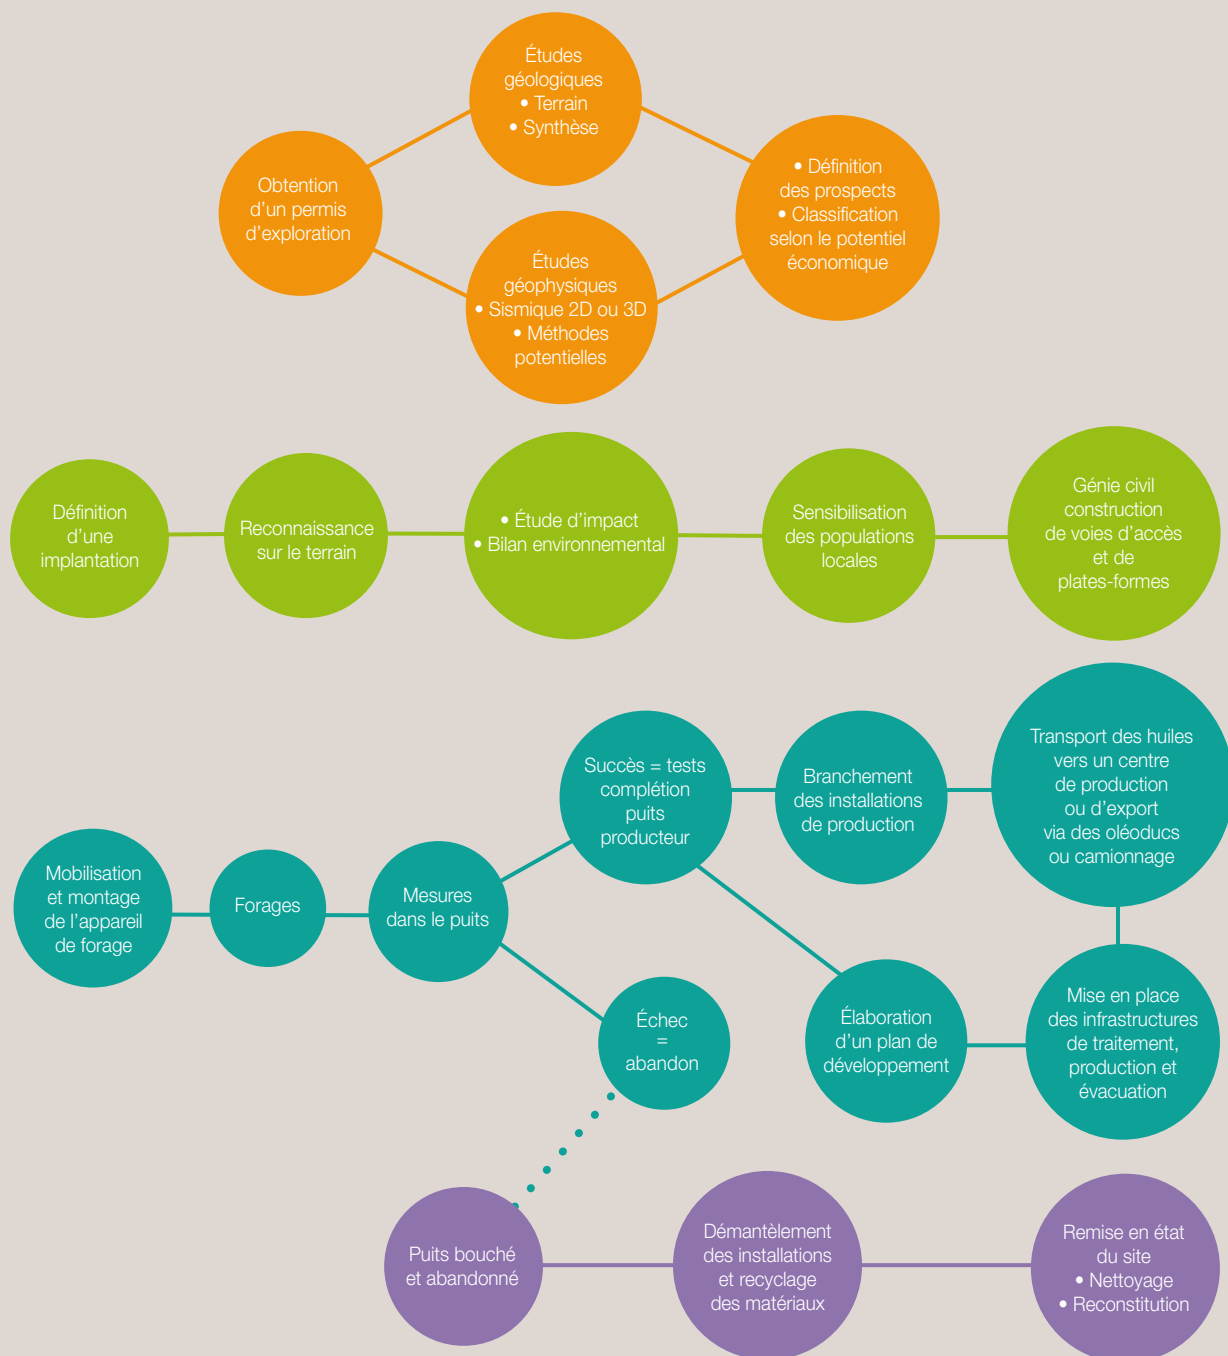 Études
géologiques
• Terrain
• Synthèse
Obtention
d'un permis
d'exploration
• Définition
des prospects
• Classification
selon le potentiel
économique
Études
géophysiques
• Sismique 2D ou 3D
• Méthodes
potentielles
Définition
d'une
implantation
Reconnaissance
sur le terrain
• Étude d'impact
• Bilan environnemental
Sensibilisation
des populations
locales
Génie civil
construction
de voies d'accès
et de
plates-formes
Mobilisation
et montage
de l'appareil
de forage
Forages
Mesures
dans le puits
Succès = tests
complétion
puits
producteur
Branchement
des installations
de production
Transport des huiles
vers un centre
de production
ou d'export
via des oléoducs
ou camionnage
Échec
=
abandon
Élaboration
d'un plan de
développement
Mise en place
des infrastructures
de traitement,
production et
évacuation
Puits bouché
et abandonné
Démantèlement
des installations
et recyclage
des matériaux
Remise en état
du site
• Nettoyage
• Reconstitution